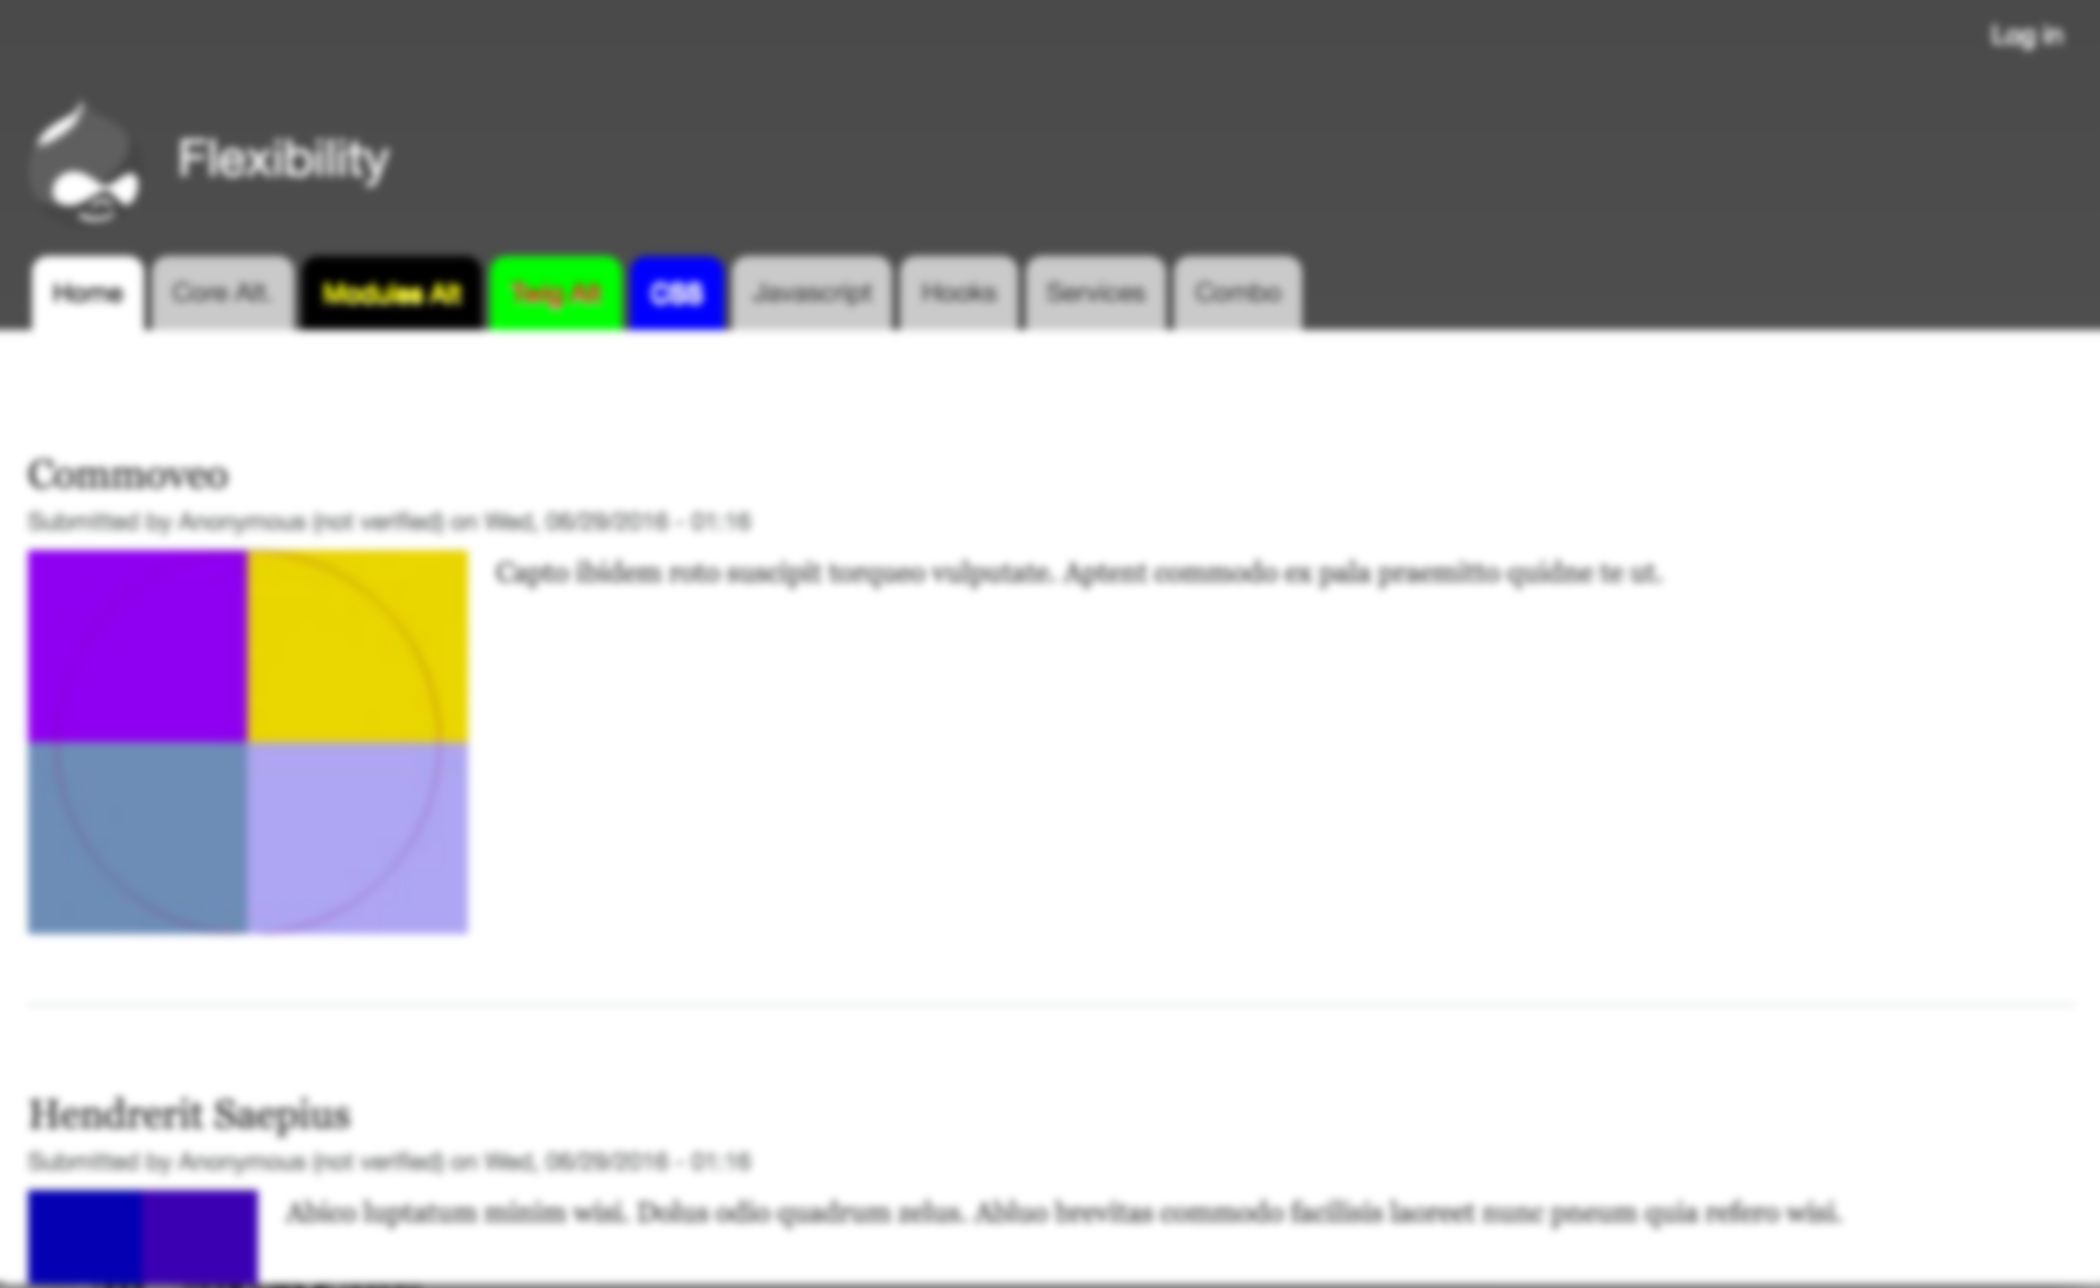 Log in
Flexibility
Home
Core Alt.
Modules Alt
Twig Alt
CSS
Javascript
Hooks
Services
Combo
Commoveo
Submitted by Anonymous (not verified) on Wed, 06/29/2016 - 01:16
Capto ibidem roto suscipit torqueo vulputate. Aptent commodo ex pala praemitto quidne te ut.
Hendrerit Saepius
Submitted by Anonymous (not verified) on Wed, 06/29/2016 - 01:16
Abico luptatum minim wisi. Dolus odio quadrum zelus. Abluo brevitas commodo facilisis laoreet nunc pneum quia refero wisi.